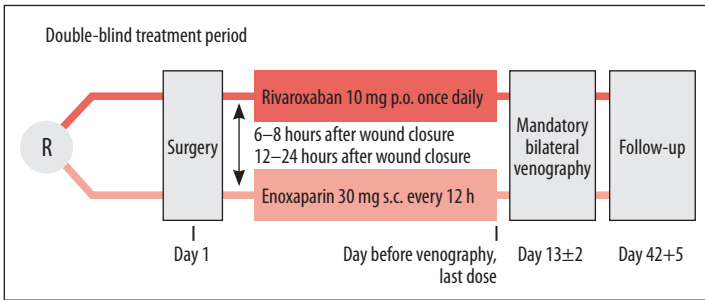 Double-blind treatment period
R
Surgery
Rivaroxaban 10 mg p.o. once daily
6–8 hours after wound closure
12–24 hours after wound closure
Enoxaparin 30 mg s.c. every 12 h
Mandatory
bilateral
venography
Follow-up
Day 1
Day before venography,
last dose
Day 13±2
Day 42+5